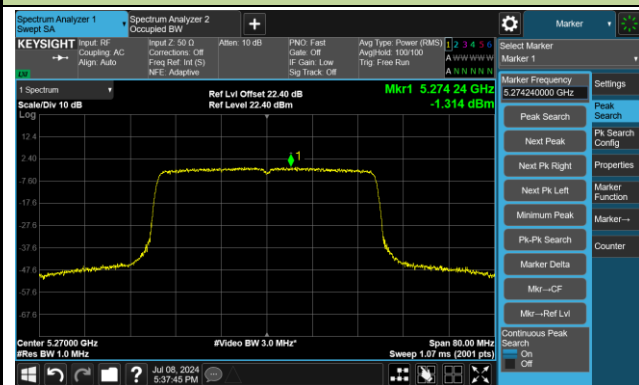 Spectrum Analyzer 1
Swept SA
Spectrum Analyzer 2
Occupied BW
+
Marker
KEYSIGHT
Input: RF
Coupling: AC
Align: Auto
Input Z: 50 Ω
Corrections: Off
Freq Ref: Int (S)
NFE: Adaptive
Atten: 10 dB
PNO: Fast
Gate: Off
IF Gain: Low
Sig Track: Off
Avg Type: Power (RMS)
Avg|Hold: 100/100
Trig: Free Run
1 2 3 4 5 6
A W W W W W
A N N N N N
Select Marker
Marker 1
1 Spectrum
Scale/Div 10 dB
Log
Ref Lvl Offset 22.40 dB
Ref Level 22.40 dBm
Mkr1 5.274 24 GHz
-1.314 dBm
12.4
2.40
-7.60
-17.6
-27.6
-37.6
-47.6
-57.6
-67.6
1
Center 5.27000 GHz
#Res BW 1.0 MHz
#Video BW 3.0 MHz*
Span 80.00 MHz
Sweep 1.07 ms (2001 pts)
Marker Frequency
5.274240000 GHz
Peak Search
Next Peak
Next Pk Right
Next Pk Left
Minimum Peak
Pk-Pk Search
Marker Delta
Mkr→CF
Mkr→Ref Lvl
Continuous Peak
Search
On
Off
Settings
Peak
Search
Pk Search
Config
Properties
Marker
Function
Marker→
Counter
?
Jul 08, 2024
5:37:45 PM